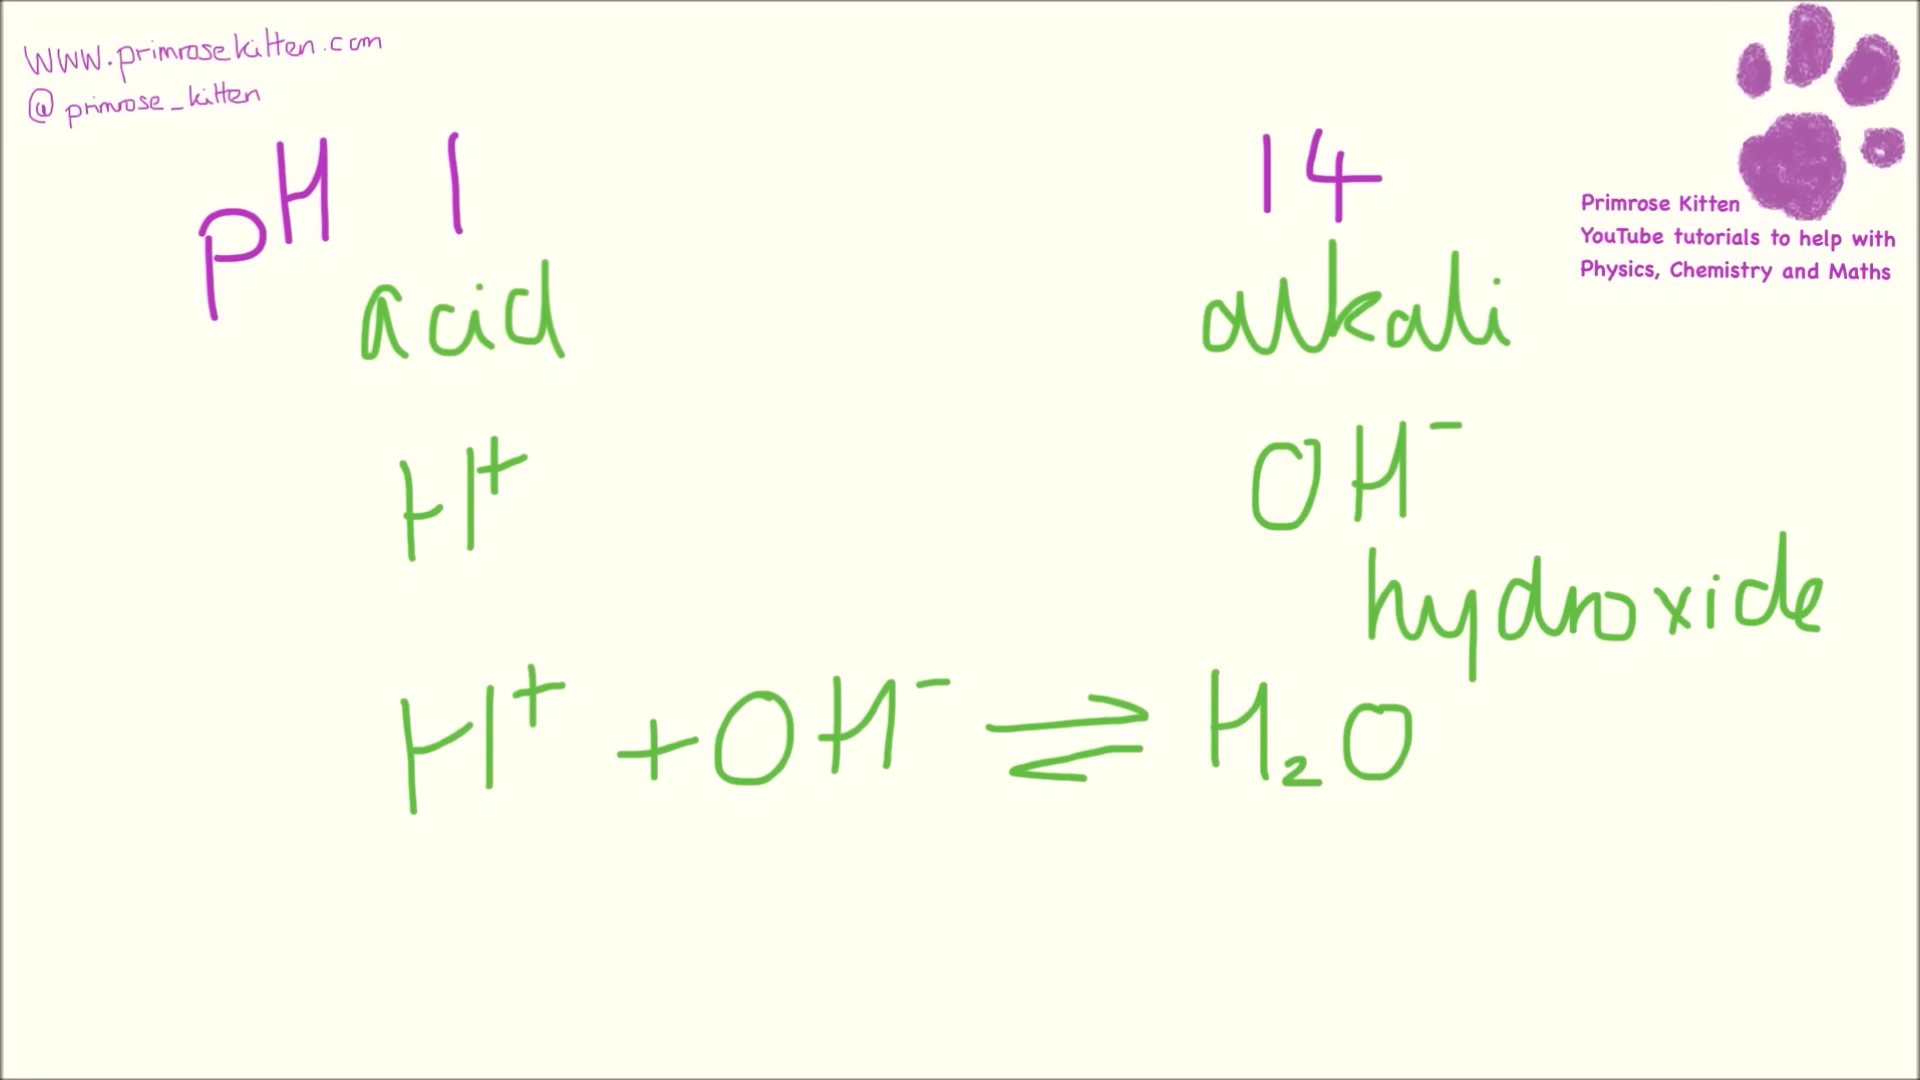 www.primrosekitten.com
@primrose_kitten
pH 1 14
Primrose Kitten
YouTube tutorials to help with
Physics, Chemistry and Maths
acid alkali
H⁺ OH⁻
hydroxide
H⁺ + OH⁻ ⇌ H₂O